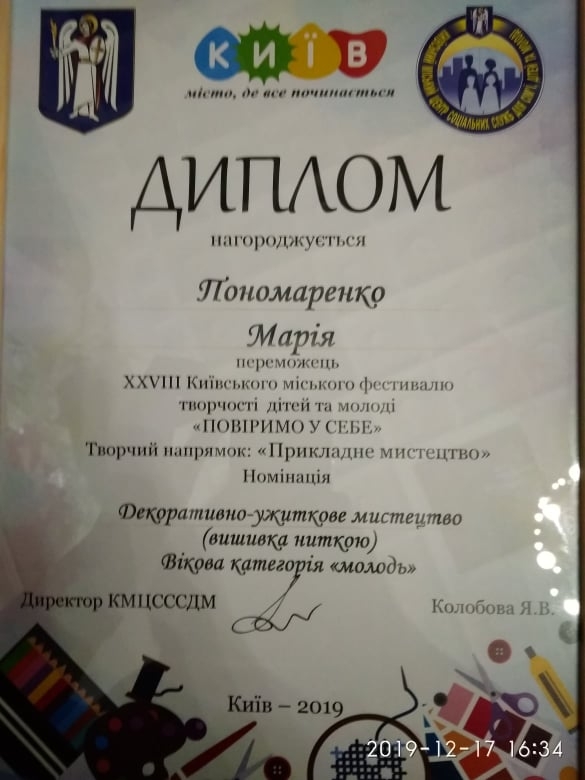 КИЇВ
місто, де все починається
ДИПЛОМ
нагороджується
Пономаренко
Марія
переможець
XXVIII Київського міського фестивалю
творчості дітей та молоді
«ПОВІРИМО У СЕБЕ»
Творчий напрямок: «Прикладне мистецтво»
Номінація
Декоративно-ужиткове мистецтво
(вишивка ниткою)
Вікова категорія «молодь»
Директор КМЦСССДМ
Колобова Я.В.
Київ – 2019
2019-12-17 16:34